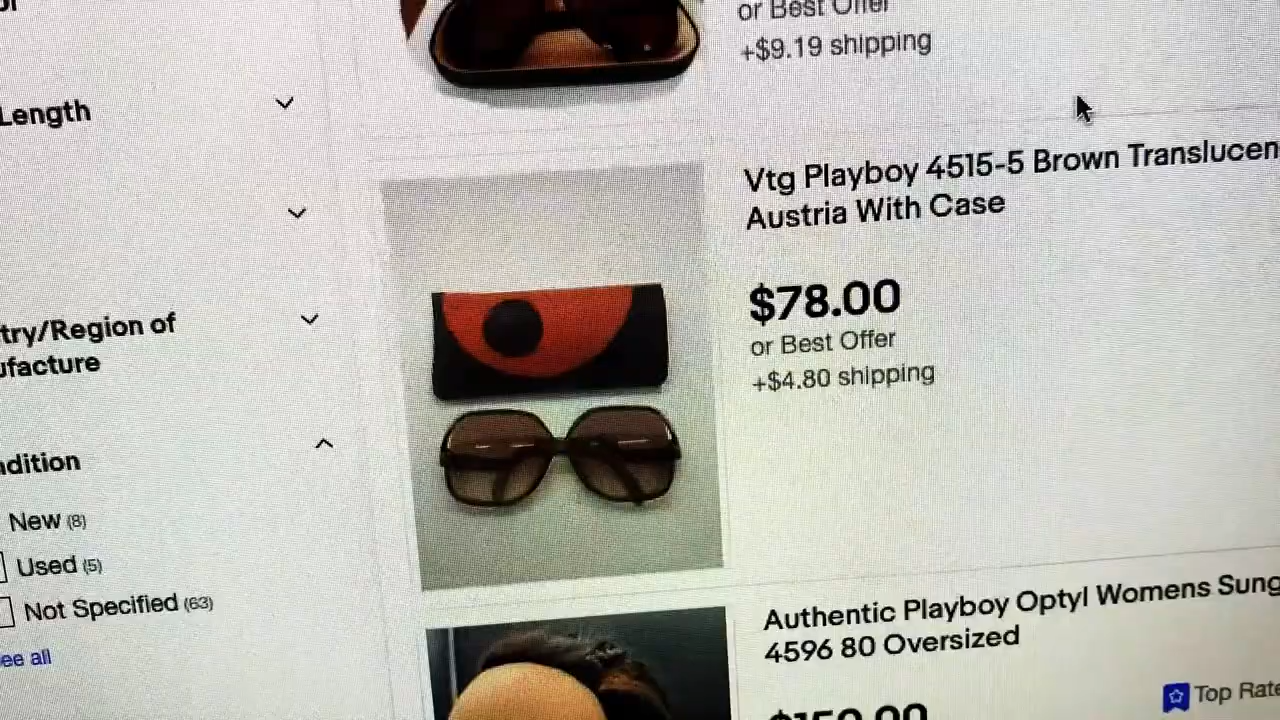 or Best Offer
+$9.19 shipping
Length
Vtg Playboy 4515-5 Brown Translucen
Austria With Case
$78.00
or Best Offer
+$4.80 shipping
try/Region of
ufacture
ndition
New (8)
Used (5)
Not Specified (63)
ee all
Authentic Playboy Optyl Womens Sung
4596 80 Oversized
Top Rate